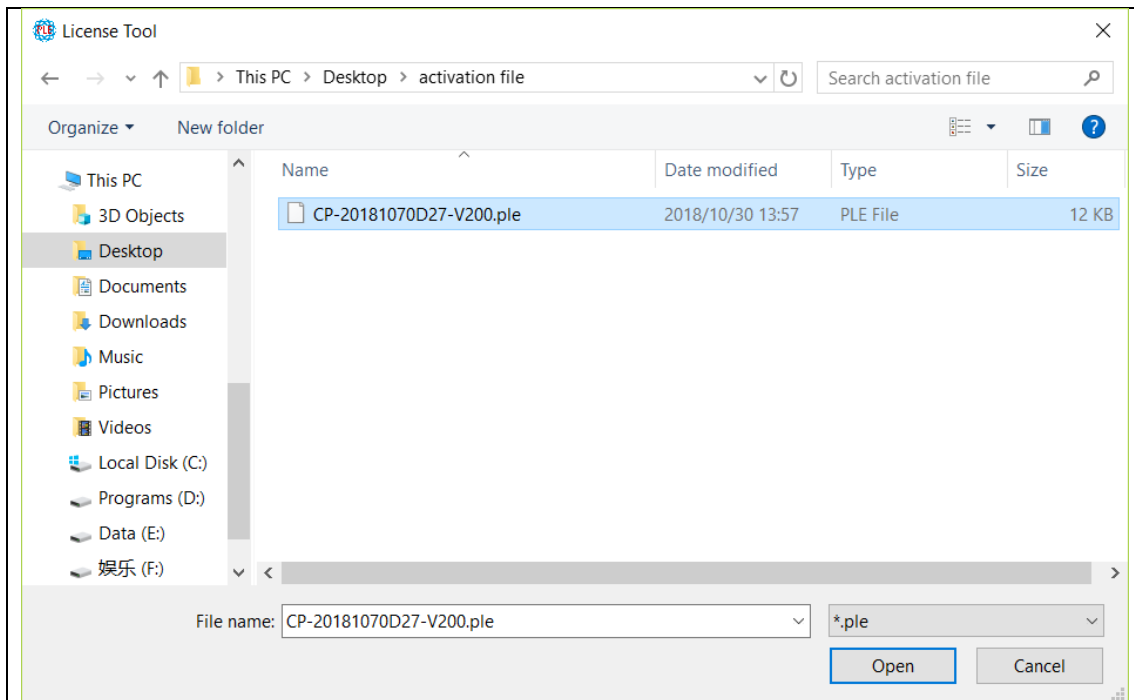 PLE License Tool
This PC > Desktop > activation file
Search activation file
Organize
New folder
?
Name
Date modified
Type
Size
CP-20181070D27-V200.ple
2018/10/30 13:57
PLE File
12 KB
This PC
3D Objects
Desktop
Documents
Downloads
Music
Pictures
Videos
Local Disk (C:)
Programs (D:)
Data (E:)
娱乐 (F:)
File name: CP-20181070D27-V200.ple
*.ple
Open
Cancel